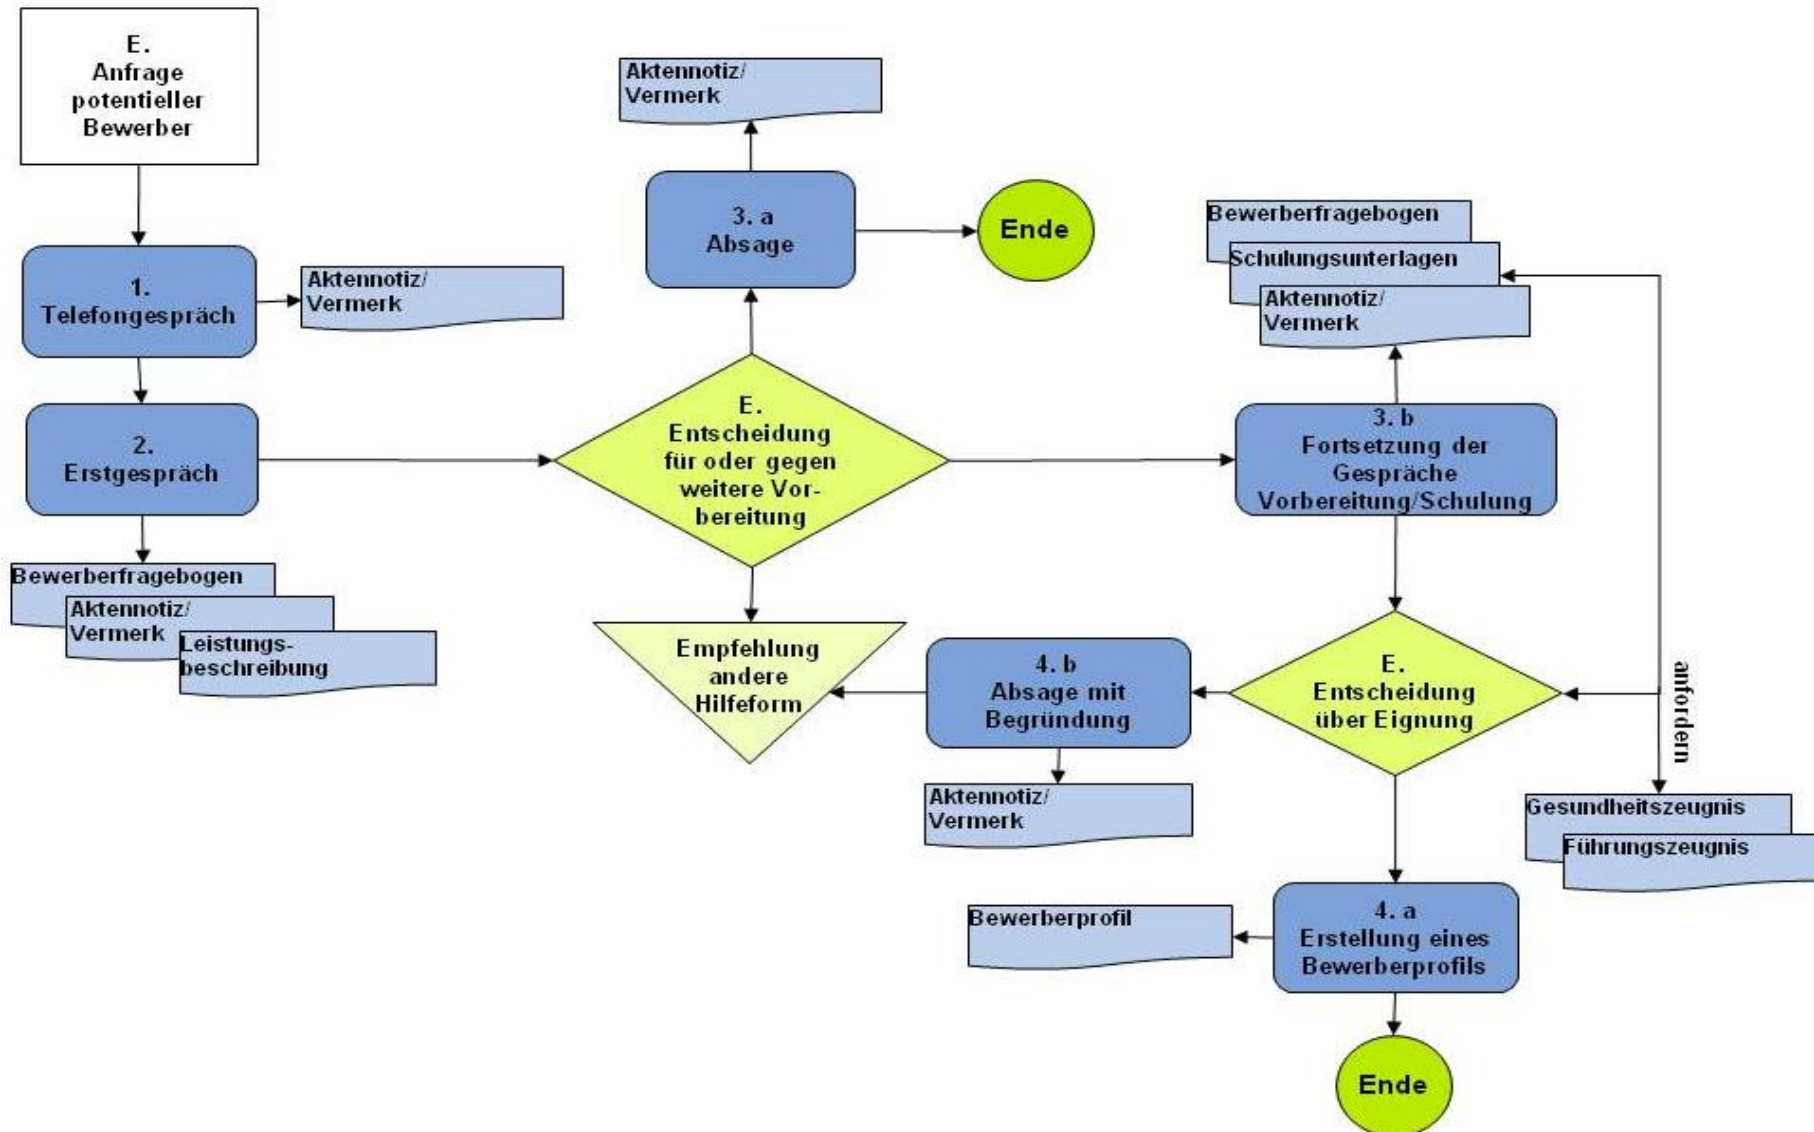 E.
Anfrage
potentieller
Bewerber
1.
Telefongespräch
Aktennotiz/
Vermerk
2.
Erstgespräch
Bewerberfragebogen
Aktennotiz/
Vermerk
Leistungs-
beschreibung
Aktennotiz/
Vermerk
3. a
Absage
Ende
E.
Entscheidung
für oder gegen
weitere Vor-
bereitung
Empfehlung
andere
Hilfeform
Bewerberfragebogen
Schulungsunterlagen
Aktennotiz/
Vermerk
3. b
Fortsetzung der
Gespräche
Vorbereitung/Schulung
E.
Entscheidung
über Eignung
anfordern
Gesundheitszeugnis
Führungszeugnis
4. b
Absage mit
Begründung
Aktennotiz/
Vermerk
4. a
Erstellung eines
Bewerberprofils
Bewerberprofil
Ende